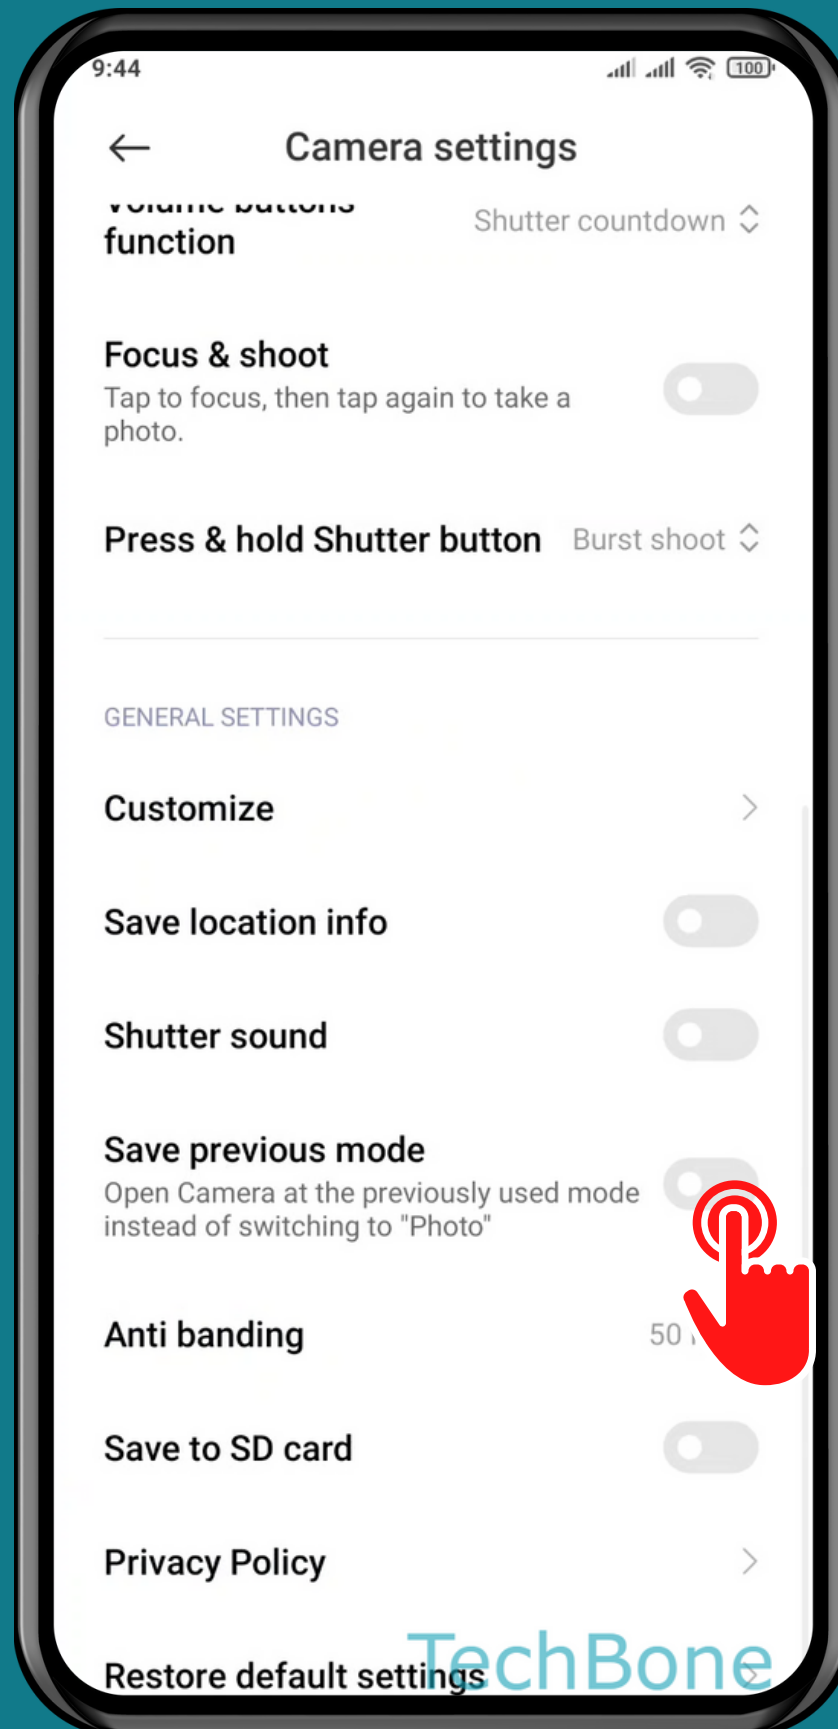 9:44
100
Camera settings
Volume buttons
function
Shutter countdown
Focus & shoot
Tap to focus, then tap again to take a
photo.
Press & hold Shutter button
Burst shoot
GENERAL SETTINGS
Customize
Save location info
Shutter sound
Save previous mode
Open Camera at the previously used mode
instead of switching to "Photo"
Anti banding
50
Save to SD card
Privacy Policy
Restore default settings
TechBone